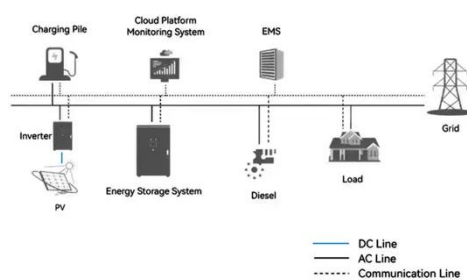 Charging Pile
Cloud Platform
Monitoring System
EMS
Grid
Inverter
PV
Energy Storage System
Diesel
Load
DC Line
AC Line
Communication Line